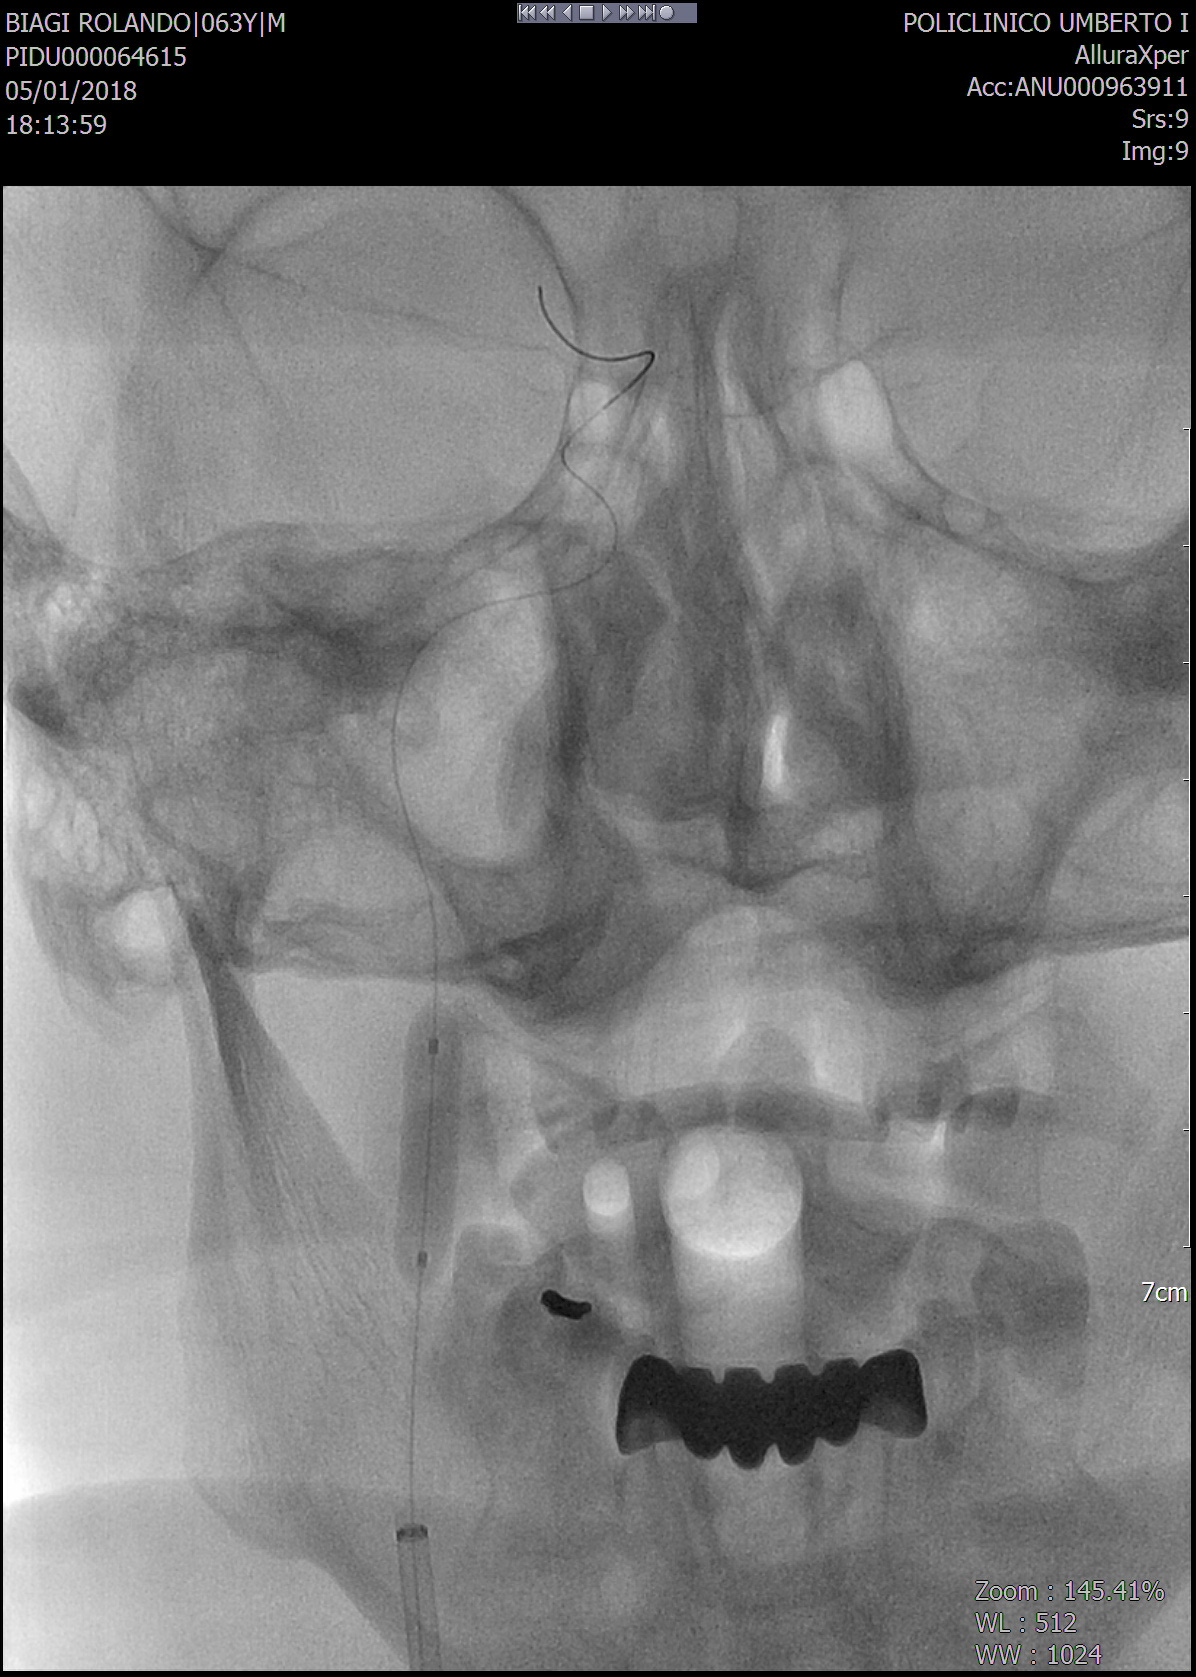 BIAGI ROLANDO|063Y|M
PIDU000064615
05/01/2018
18:13:59
POLICLINICO UMBERTO I
AlluraXper
Acc:ANU000963911
Srs:9
Img:9
7cm
Zoom : 145.41%
WL : 512
WW : 1024